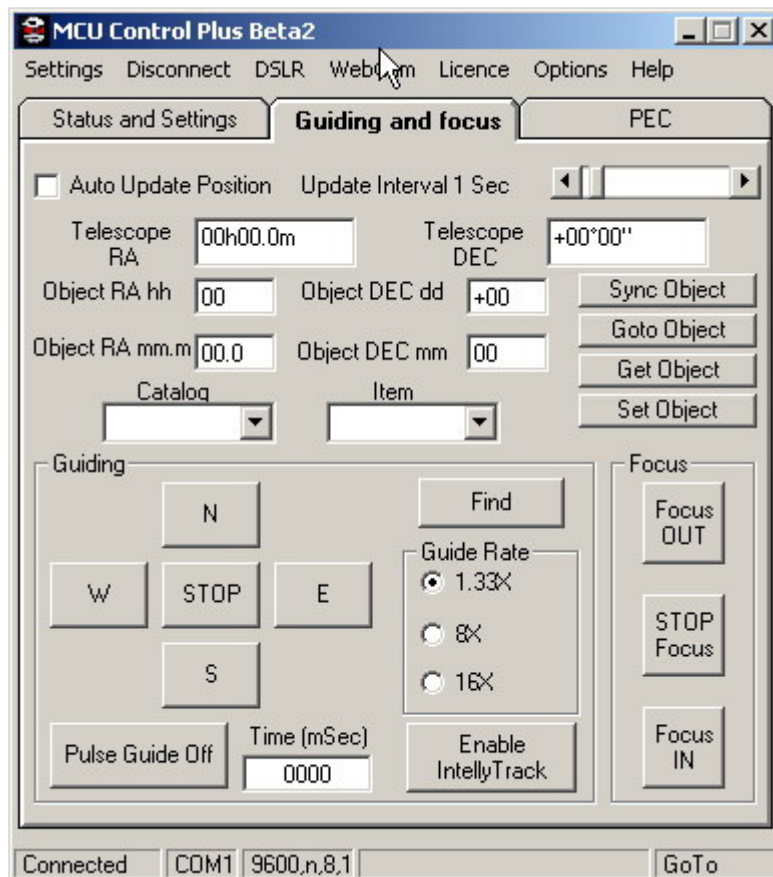 MCU Control Plus Beta2
Settings Disconnect DSLR WebCam Licence Options Help
Status and Settings Guiding and focus PEC
Auto Update Position Update Interval 1 Sec
Telescope RA 00h00.0m Telescope DEC +00°00"
Object RA hh 00 Object DEC dd +00 Sync Object
Goto Object
Object RA mm.m 00.0 Object DEC mm 00 Get Object
Catalog Item Set Object
Guiding Focus
N Find Focus OUT
Guide Rate
W STOP E 1.33X
8X STOP Focus
S 16X
Pulse Guide Off Time (mSec) 0000 Enable IntellyTrack Focus IN
Connected COM1 9600,n,8,1 GoTo